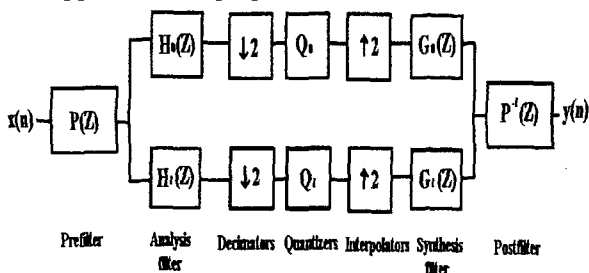 H₀(Z) ↓2 Q₀ ↑2 G₀(Z)
x(n) P(Z) P⁻¹(Z) y(n)
H₁(Z) ↓2 Q₁ ↑2 G₁(Z)
Prefilter Analysis filter Decimators Quantizers Interpolators Synthesis filter Postfilter